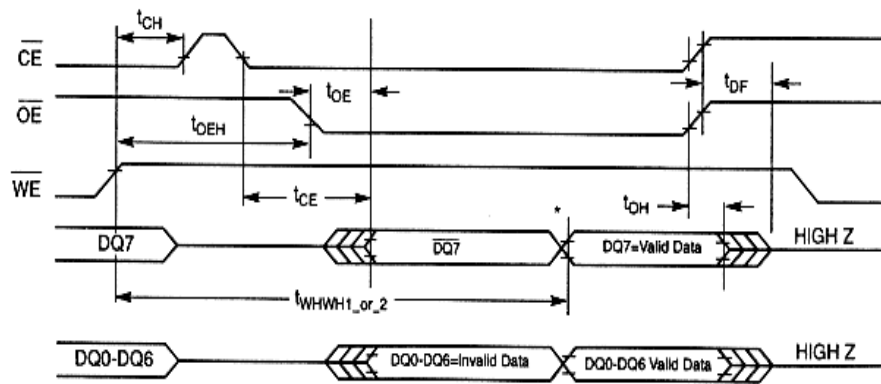 tCH
CE
tOE
tDF
OE
tOEH
WE
tCE
tOH
*
DQ7
DQ7
DQ7=Valid Data
HIGH Z
tWHWH1_or_2
DQ0-DQ6
DQ0-DQ6=Invalid Data
DQ0-DQ6 Valid Data
HIGH Z